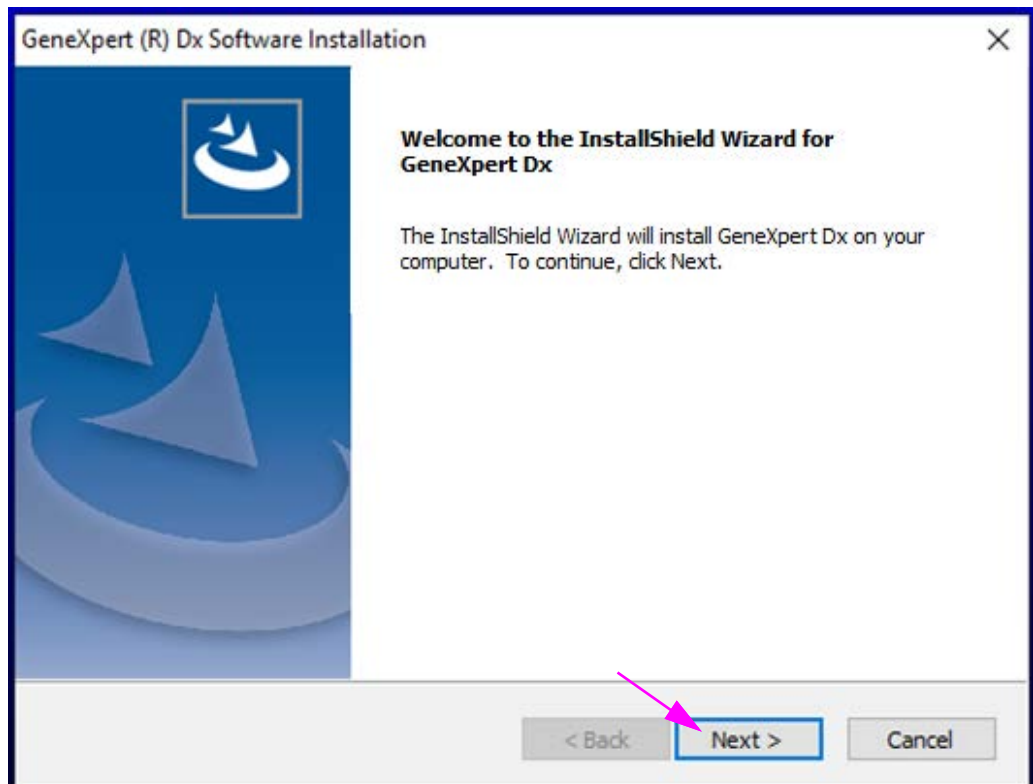 GeneXpert (R) Dx Software Installation
Welcome to the InstallShield Wizard for
GeneXpert Dx
The InstallShield Wizard will install GeneXpert Dx on your
computer. To continue, click Next.
< Back
Next >
Cancel